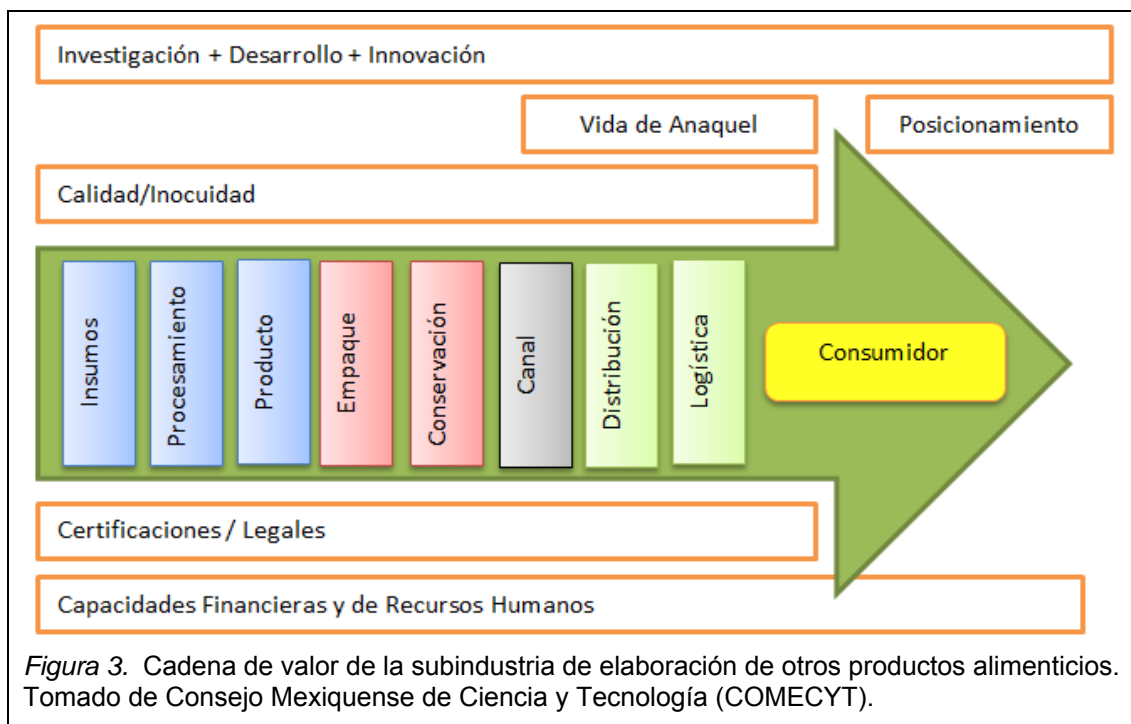 Investigación + Desarrollo + Innovación
Vida de Anaquel
Posicionamiento
Calidad/Inocuidad
Insumos
Procesamiento
Producto
Empaque
Conservación
Canal
Distribución
Logística
Consumidor
Certificaciones / Legales
Capacidades Financieras y de Recursos Humanos
Figura 3. Cadena de valor de la subindustria de elaboración de otros productos alimenticios.
Tomado de Consejo Mexiquense de Ciencia y Tecnología (COMECYT).